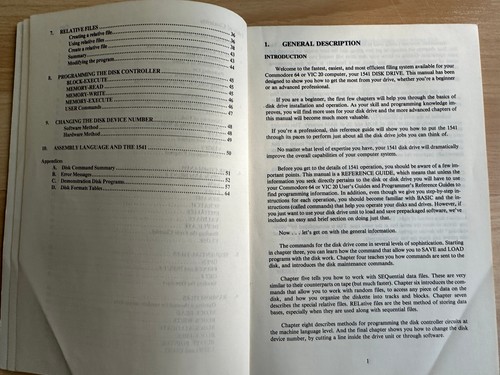 7. RELATIVE FILES 36
Creating a relative file 36
Using relative files 36
Create a relative file 38
Summary 43
Modifying the program 43
44
8. PROGRAMMING THE DISK CONTROLLER 45
BLOCK-EXECUTE 45
MEMORY-READ 45
MEMORY-WRITE 45
MEMORY-EXECUTE 46
USER Commands 47
9. CHANGING THE DISK DEVICE NUMBER 48
Software Method 48
Hardware Method 49
10. ASSEMBLY LANGUAGE AND THE 1541 50
Appendices
A. Disk Command Summary 51
B. Error Messages 52
C. Demonstration Disk Programs 57
D. Disk Formats Tables 64
1. GENERAL DESCRIPTION
INTRODUCTION
Welcome to the fastest, easiest, and most efficient filing system available for your
Commodore 64 or VIC 20 computer, your 1541 DISK DRIVE. This manual has been
designed to show you how to get the most from your drive, whether you're a beginner
or an advanced professional.
If you are a beginner, the first few chapters will help you through the basics of
disk drive installation and operation. As your skill and programming knowledge im-
proves, you will find more uses for your disk drive and the more advanced chapters of
this manual will become much more valuable.
If you're a professional, this reference guide will show you how to put the 1541
through its paces to perform just about all the disk drive jobs you can think of.
No matter what level of expertise you have, your 1541 disk drive will dramatically
improve the overall capabilities of your computer system.
Before you get to the details of 1541 operation, you should be aware of a few im-
portant points. This manual is a REFERENCE GUIDE, which means that unless the
information you seek directly pertains to the disk or disk drive you will have to use
your Commodore 64 or VIC 20 User's Guides and Programmer's Reference Guides to
find programming information. In addition, even though we give you step-by-step in-
structions for each operation, you should become familiar with BASIC and the in-
structions (called commands) that help you operate your disks and drives. However, if
you just want to use your disk drive unit to load and save prepackaged software, we've
included an easy and brief section on doing just that.
Now . . . let's get on with the general information.
The commands for the disk drive come in several levels of sophistication. Starting
in chapter three, you can learn how the command that allow you to SAVE and LOAD
programs with the disk work. Chapter four teaches you how commands are sent to the
disk, and introduces the disk maintenance commands.
Chapter five tells you how to work with SEQuential data files. These are very
similar to their counterparts on tape (but much faster). Chapter six introduces the com-
mands that allow you to work with random files, to access any piece of data on the
disk, and how you organize the diskette into tracks and blocks. Chapter seven
describes the special relative files. RELative files are the best method of storing data
bases, especially when they are used along with sequential files.
Chapter eight describes methods for programming the disk controller circuits at
the machine language level. And the final chapter shows you how to change the disk
device number, by cutting a line inside the drive unit or through software.
1